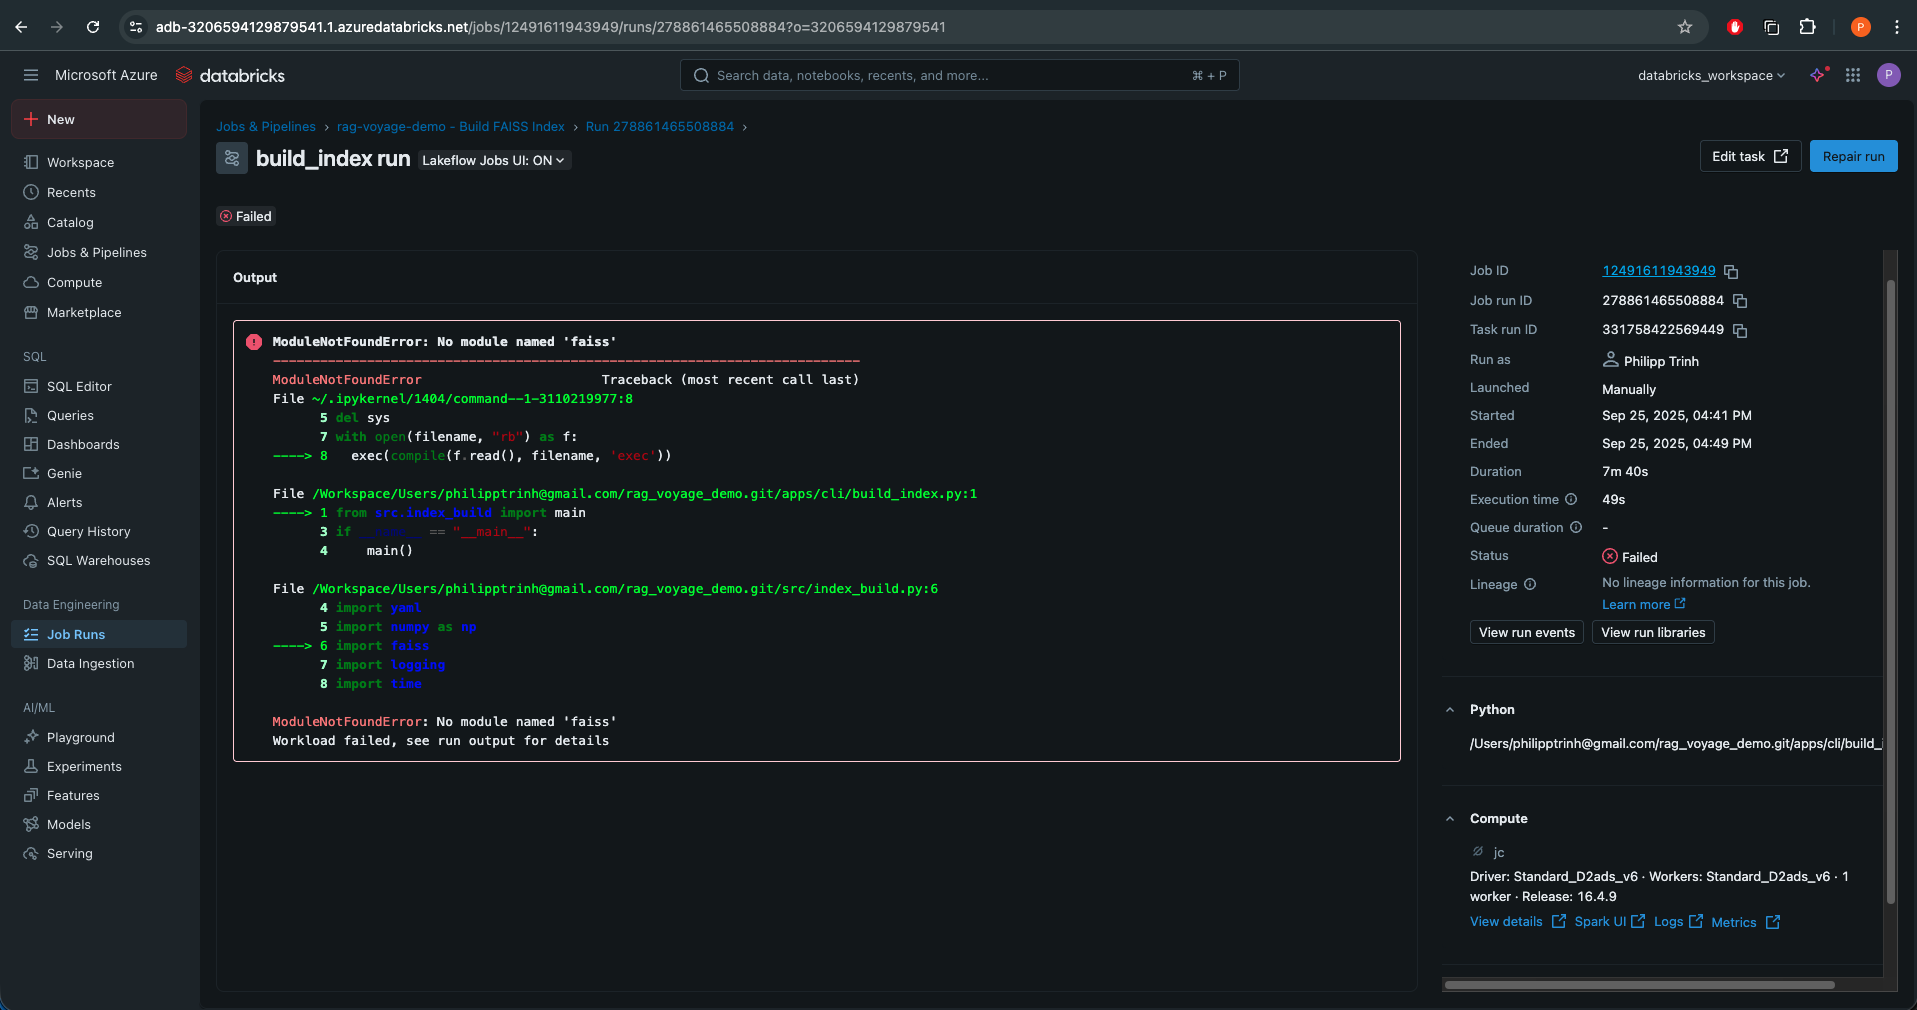 adb-3206594129879541.1.azuredatabricks.net/jobs/12491611943949/runs/278861465508884?o=3206594129879541
P
Microsoft Azure databricks
Search data, notebooks, recents, and more...
⌘ + P
databricks_workspace
P
New
Workspace
Recents
Catalog
Jobs & Pipelines
Compute
Marketplace
SQL
SQL Editor
Queries
Dashboards
Genie
Alerts
Query History
SQL Warehouses
Data Engineering
Job Runs
Data Ingestion
AI/ML
Playground
Experiments
Features
Models
Serving
Jobs & Pipelines › rag-voyage-demo - Build FAISS Index › Run 278861465508884 ›
build_index run Lakeflow Jobs UI: ON
Edit task
Repair run
Failed
Output
ModuleNotFoundError: No module named 'faiss'
---------------------------------------------------------------------------
ModuleNotFoundError                       Traceback (most recent call last)
File ~/.ipykernel/1404/command--1-3110219977:8
5 del sys
7 with open(filename, "rb") as f:
----> 8   exec(compile(f.read(), filename, 'exec'))
File /Workspace/Users/philipptrinh@gmail.com/rag_voyage_demo.git/apps/cli/build_index.py:1
----> 1 from src.index_build import main
3 if __name__ == "__main__":
4     main()
File /Workspace/Users/philipptrinh@gmail.com/rag_voyage_demo.git/src/index_build.py:6
4 import yaml
5 import numpy as np
----> 6 import faiss
7 import logging
8 import time
ModuleNotFoundError: No module named 'faiss'
Workload failed, see run output for details
Job ID 12491611943949
Job run ID 278861465508884
Task run ID 331758422569449
Run as Philipp Trinh
Launched Manually
Started Sep 25, 2025, 04:41 PM
Ended Sep 25, 2025, 04:49 PM
Duration 7m 40s
Execution time 49s
Queue duration -
Status Failed
Lineage No lineage information for this job.
Learn more
View run events
View run libraries
Python
/Users/philipptrinh@gmail.com/rag_voyage_demo.git/apps/cli/build_
Compute
jc
Driver: Standard_D2ads_v6 · Workers: Standard_D2ads_v6 · 1
worker · Release: 16.4.9
View details Spark UI Logs Metrics